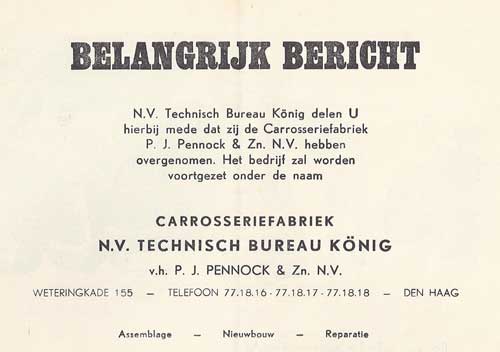 BELANGRIJK BERICHT
N.V. Technisch Bureau König delen U
hierbij mede dat zij de Carrosseriefabriek
P. J. Pennock & Zn. N.V. hebben
overgenomen. Het bedrijf zal worden
voortgezet onder de naam
CARROSSERIEFABRIEK
N.V. TECHNISCH BUREAU KÖNIG
v.h. P. J. PENNOCK & Zn. N.V.
WETERINGKADE 155 — TELEFOON 77.18.16 - 77.18.17 - 77.18.18 — DEN HAAG
Assemblage — Nieuwbouw — Reparatie